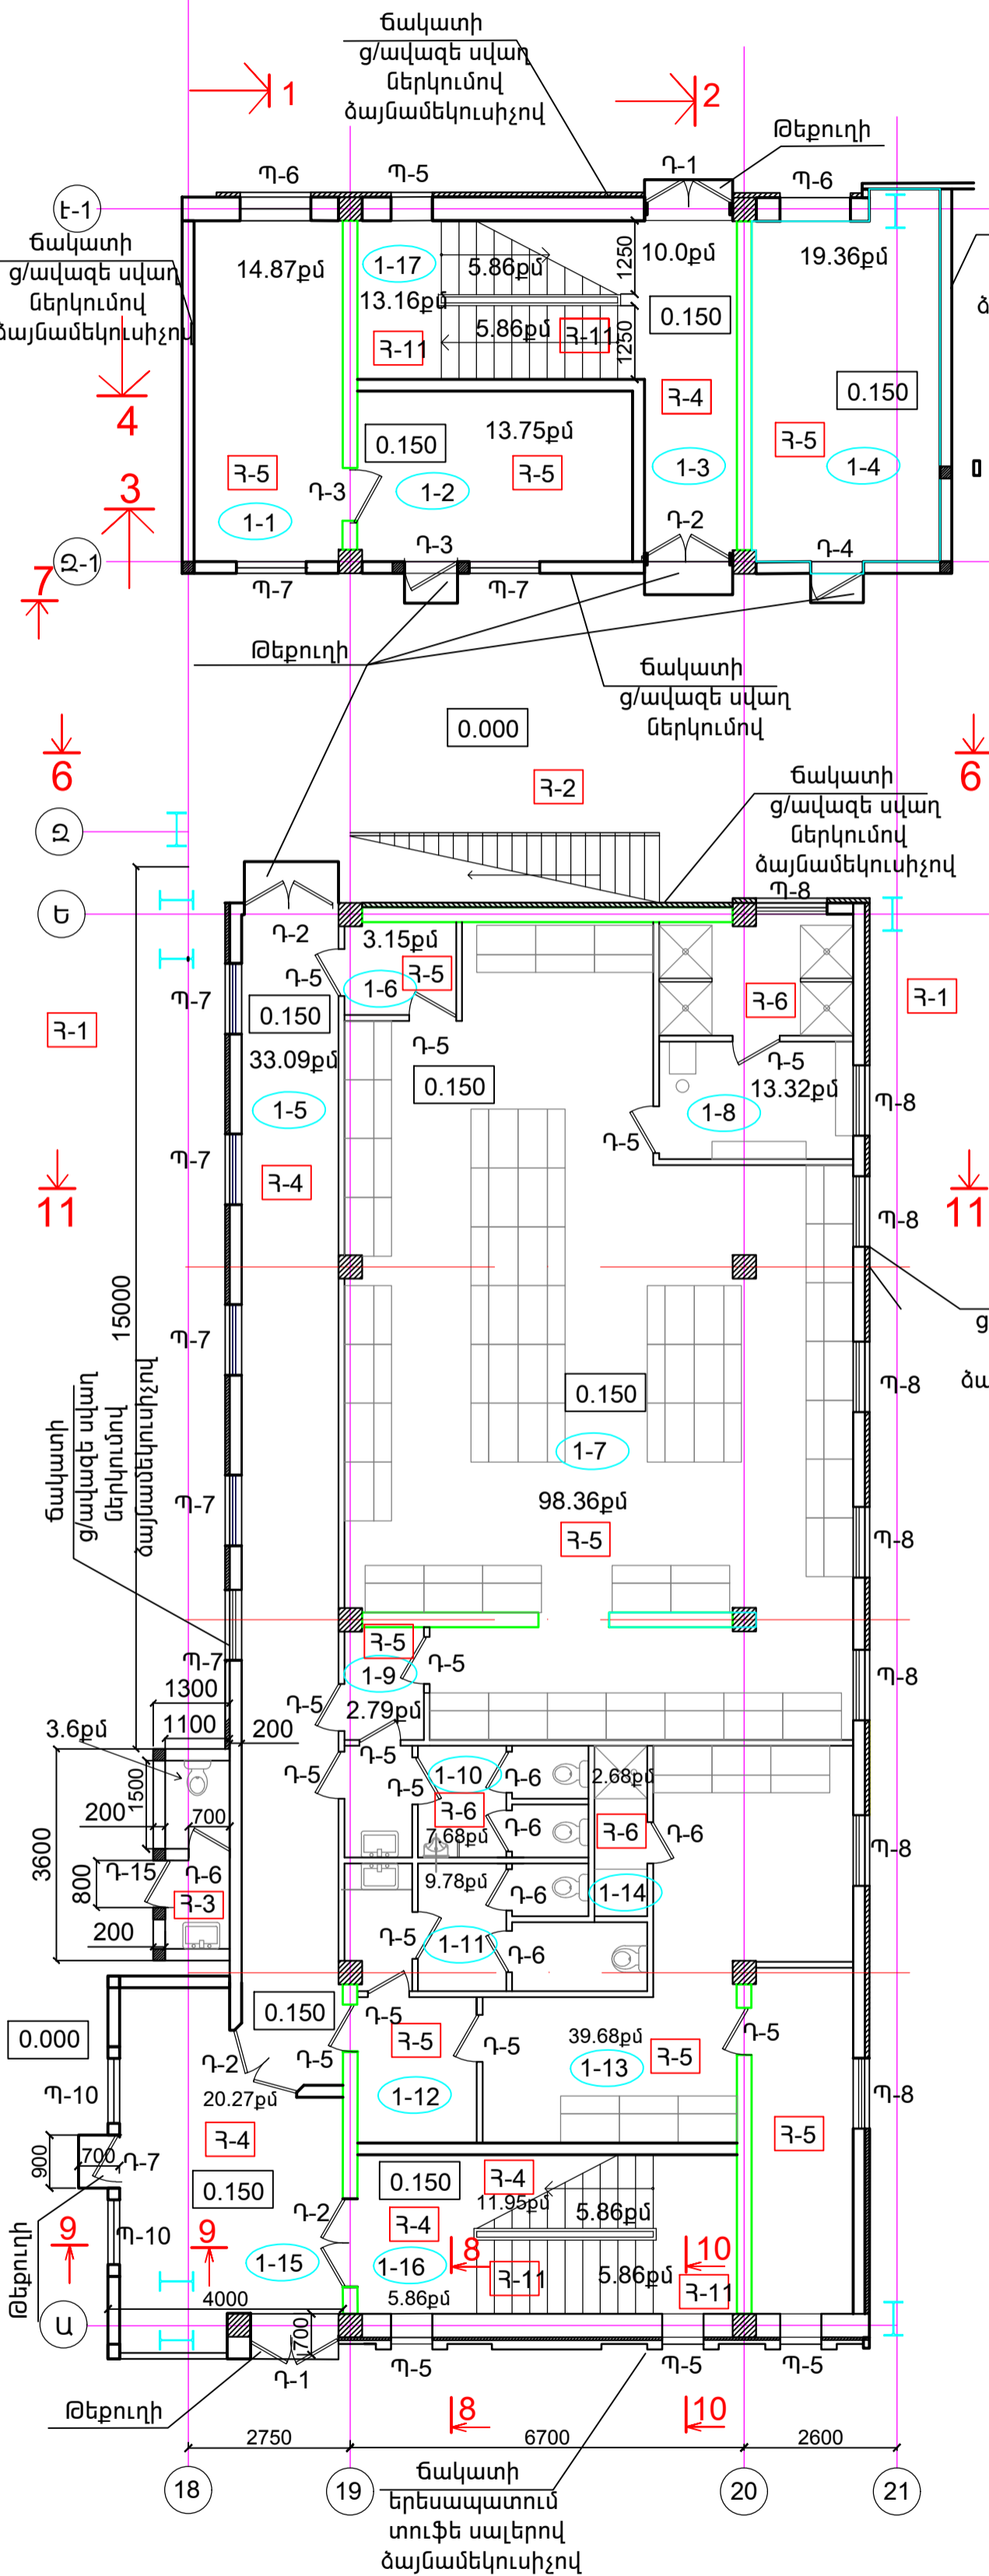 ճակատի
ց/ավազե սվաղ
ներկումով
ձայնամեկուսիչով
1
2
Թեքուղի
Պ-6
Պ-5
Դ-1
Պ-6
Է-1
ճակատի
ց/ավազե սվաղ
ներկումով
ձայնամեկուսիչով
14.87քմ
1-17
5.86քմ
1250
10.0քմ
19.36քմ
13.16քմ
0.150
5.86քմ
Հ-11
Հ-11
1250
4
Հ-4
0.150
0.150
13.75քմ
Հ-5
Հ-5
Հ-5
1-3
1-4
3
Դ-3
1-2
1-1
Դ-2
Դ-3
Դ-4
Զ-1
7
Պ-7
Պ-7
Թեքուղի
ճակատի
ց/ավազե սվաղ
ներկումով
0.000
6
6
Հ-2
ճակատի
ց/ավազե սվաղ
ներկումով
ձայնամեկուսիչով
Զ
Պ-8
Ե
Դ-2
3.15քմ
Դ-5
1-6
Հ-5
Պ-7
Հ-6
Հ-1
Հ-1
0.150
Դ-5
33.09քմ
0.150
Դ-5
13.32քմ
1-5
1-8
Պ-8
Դ-5
Պ-7
Հ-4
11
11
Պ-8
15000
Պ-7
0.150
Պ-8
ճակատի
ց/ավազե սվաղ
ներկումով
ձայնամեկուսիչով
1-7
98.36քմ
Պ-7
Հ-5
Պ-8
Հ-5
Պ-7
1-9
Դ-5
Պ-8
1300
Դ-5
2.79քմ
3.6քմ
1100
200
Դ-5
Դ-5
1-10
Դ-6
2.68քմ
1500
Դ-5
200
700
Հ-6
7.68քմ
Դ-6
Հ-6
Դ-6
Պ-8
3600
800
Դ-15
Դ-6
9.78քմ
Հ-3
Դ-6
1-14
200
Դ-5
1-11
Դ-6
0.150
Դ-5
0.000
Դ-5
Հ-5
39.68քմ
Հ-5
Դ-5
Դ-2
Դ-5
1-13
Պ-10
20.27քմ
1-12
Պ-8
Հ-4
Հ-5
900
700
Դ-7
0.150
0.150
Հ-4
11.95քմ
5.86քմ
Թեքուղի
9
9
Պ-10
Դ-2
Հ-4
8
10
1-15
1-16
Հ-11
5.86քմ
Հ-11
4000
5.86քմ
Ա
700
Դ-1
Պ-5
Պ-5
Պ-5
Թեքուղի
8
10
2750
6700
2600
18
19
20
21
ճակատի
երեսապատում
տուֆե սալերով
ձայնամեկուսիչով